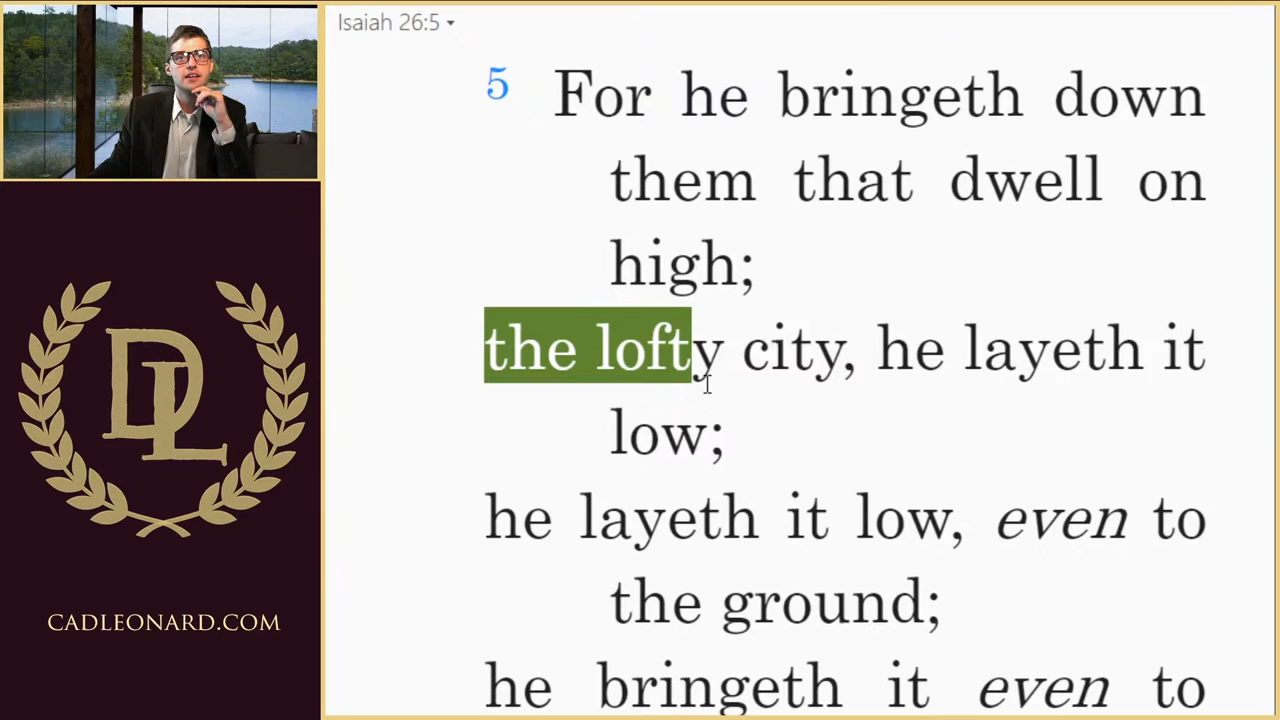 Isaiah 26:5
5 For he bringeth down
them that dwell on
high;
the lofty city, he layeth it
low;
he layeth it low, even to
the ground;
he bringeth it even to
DL
CADLEONARD.COM